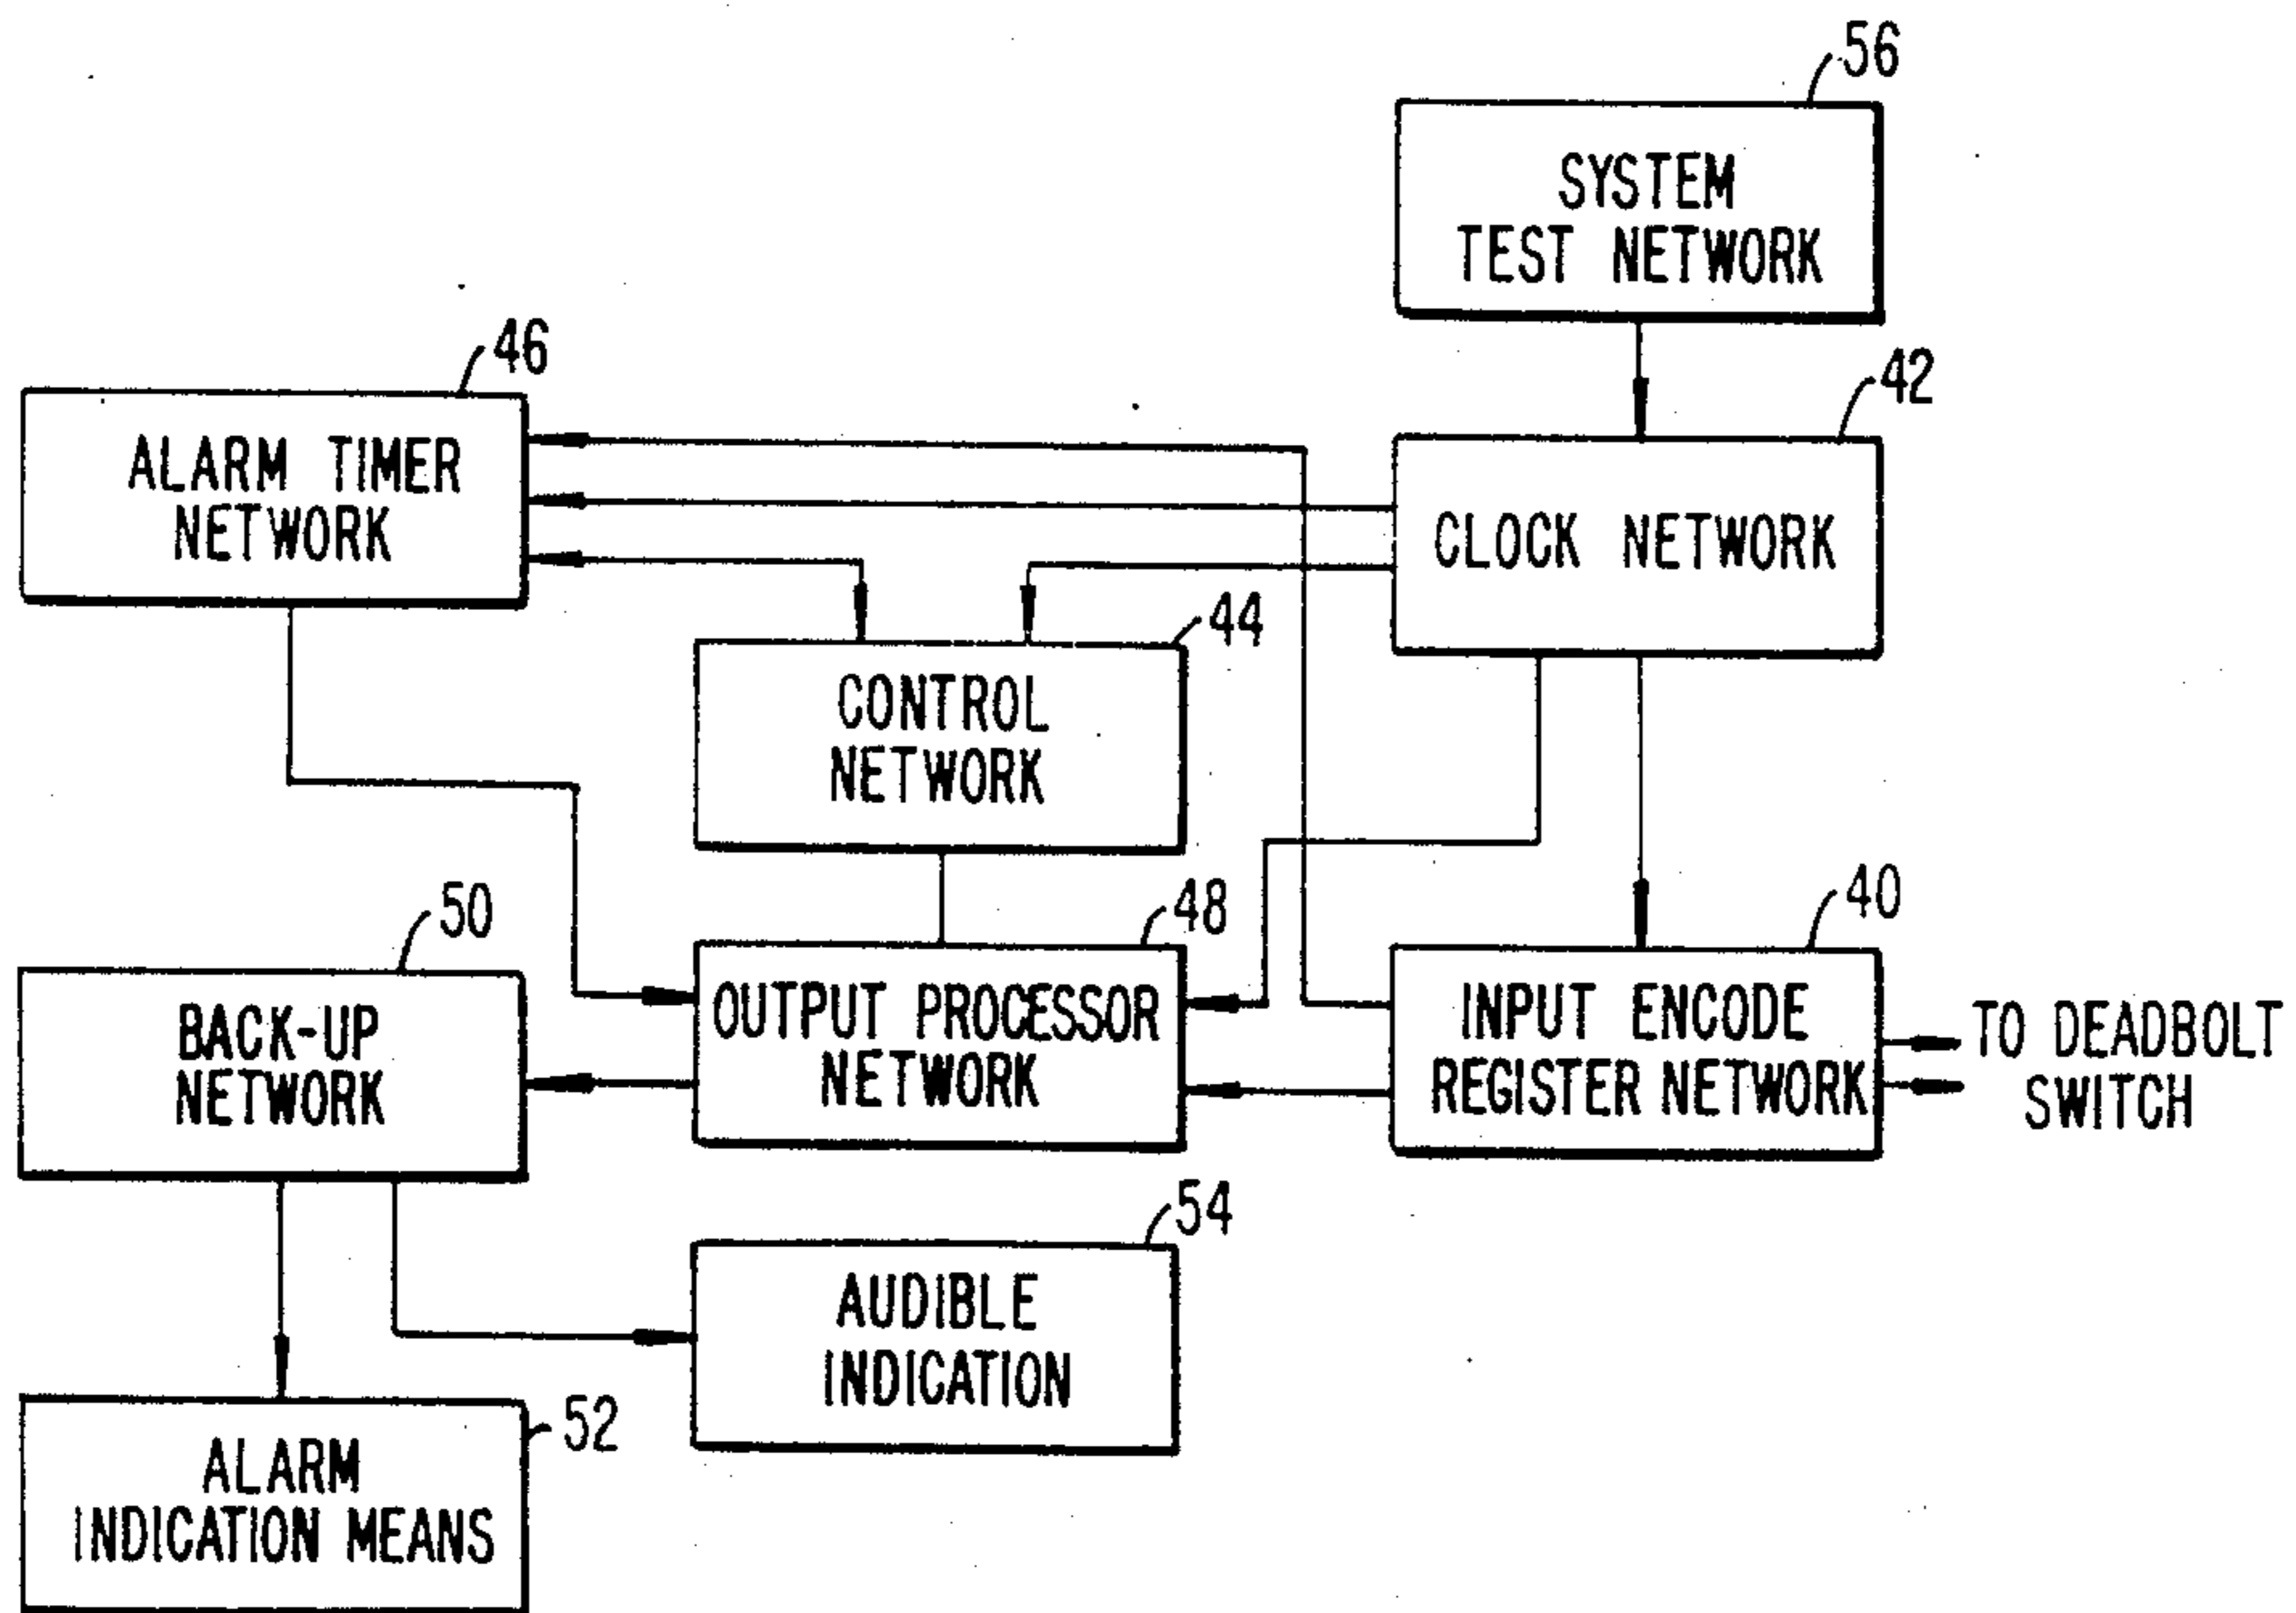 56
SYSTEM
TEST NETWORK
46
ALARM TIMER
NETWORK
42
CLOCK NETWORK
44
CONTROL
NETWORK
50
BACK-UP
NETWORK
48
OUTPUT PROCESSOR
NETWORK
40
INPUT ENCODE
REGISTER NETWORK
TO DEADBOLT
SWITCH
54
AUDIBLE
INDICATION
52
ALARM
INDICATION MEANS